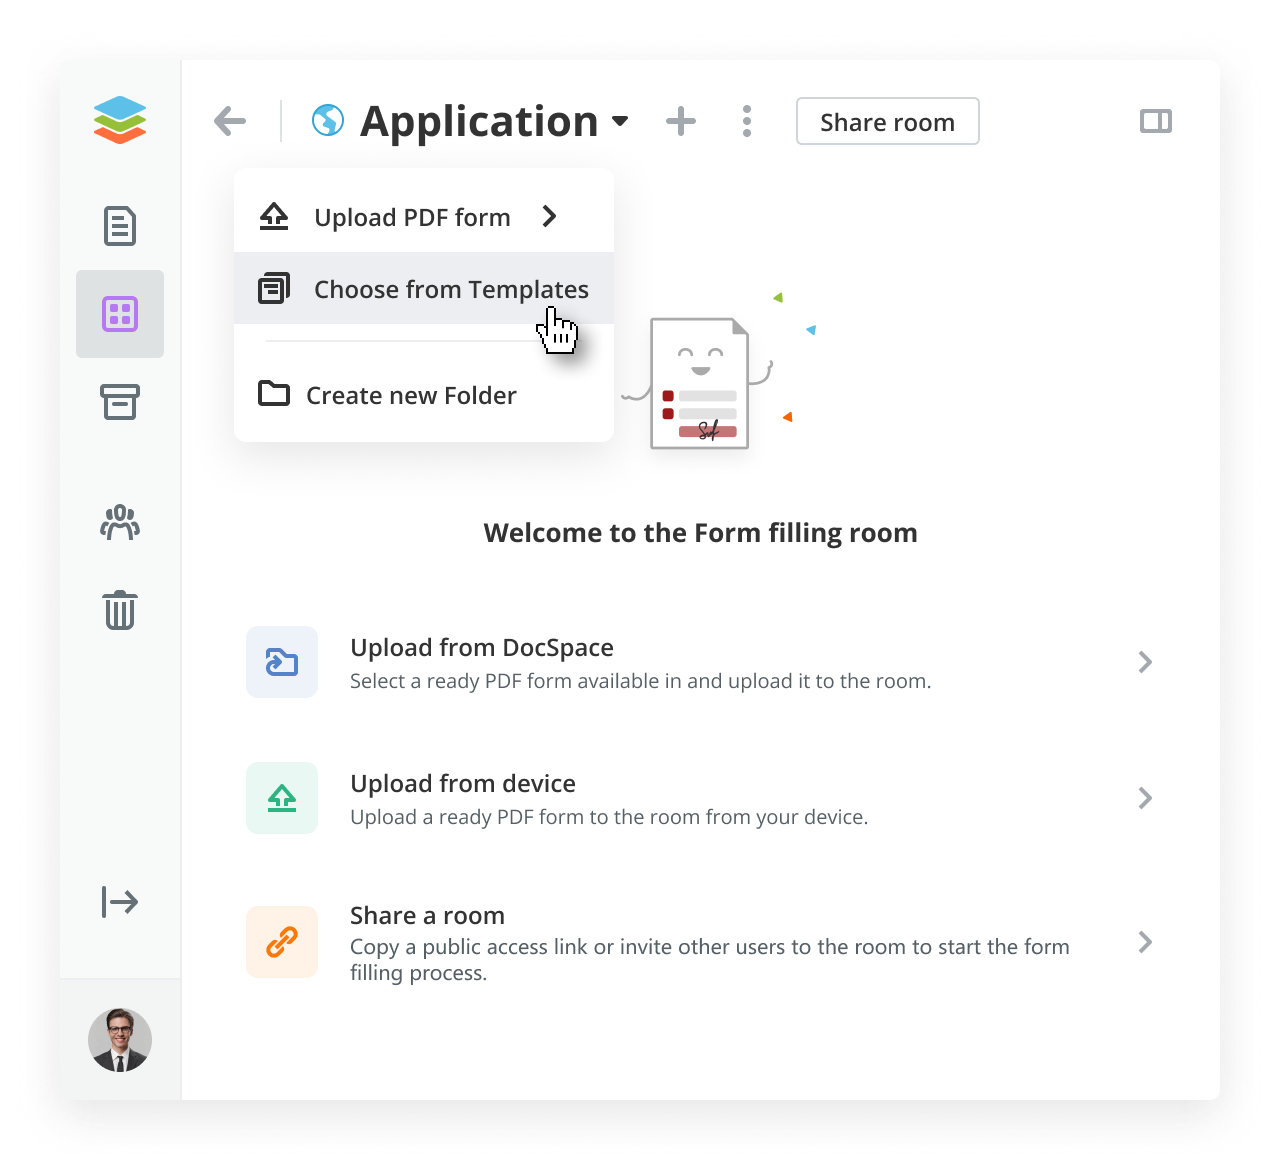 Application
Share room
Upload PDF form
Choose from Templates
Create new Folder
Welcome to the Form filling room
Upload from DocSpace
Select a ready PDF form available in and upload it to the room.
Upload from device
Upload a ready PDF form to the room from your device.
Share a room
Copy a public access link or invite other users to the room to start the form
filling process.